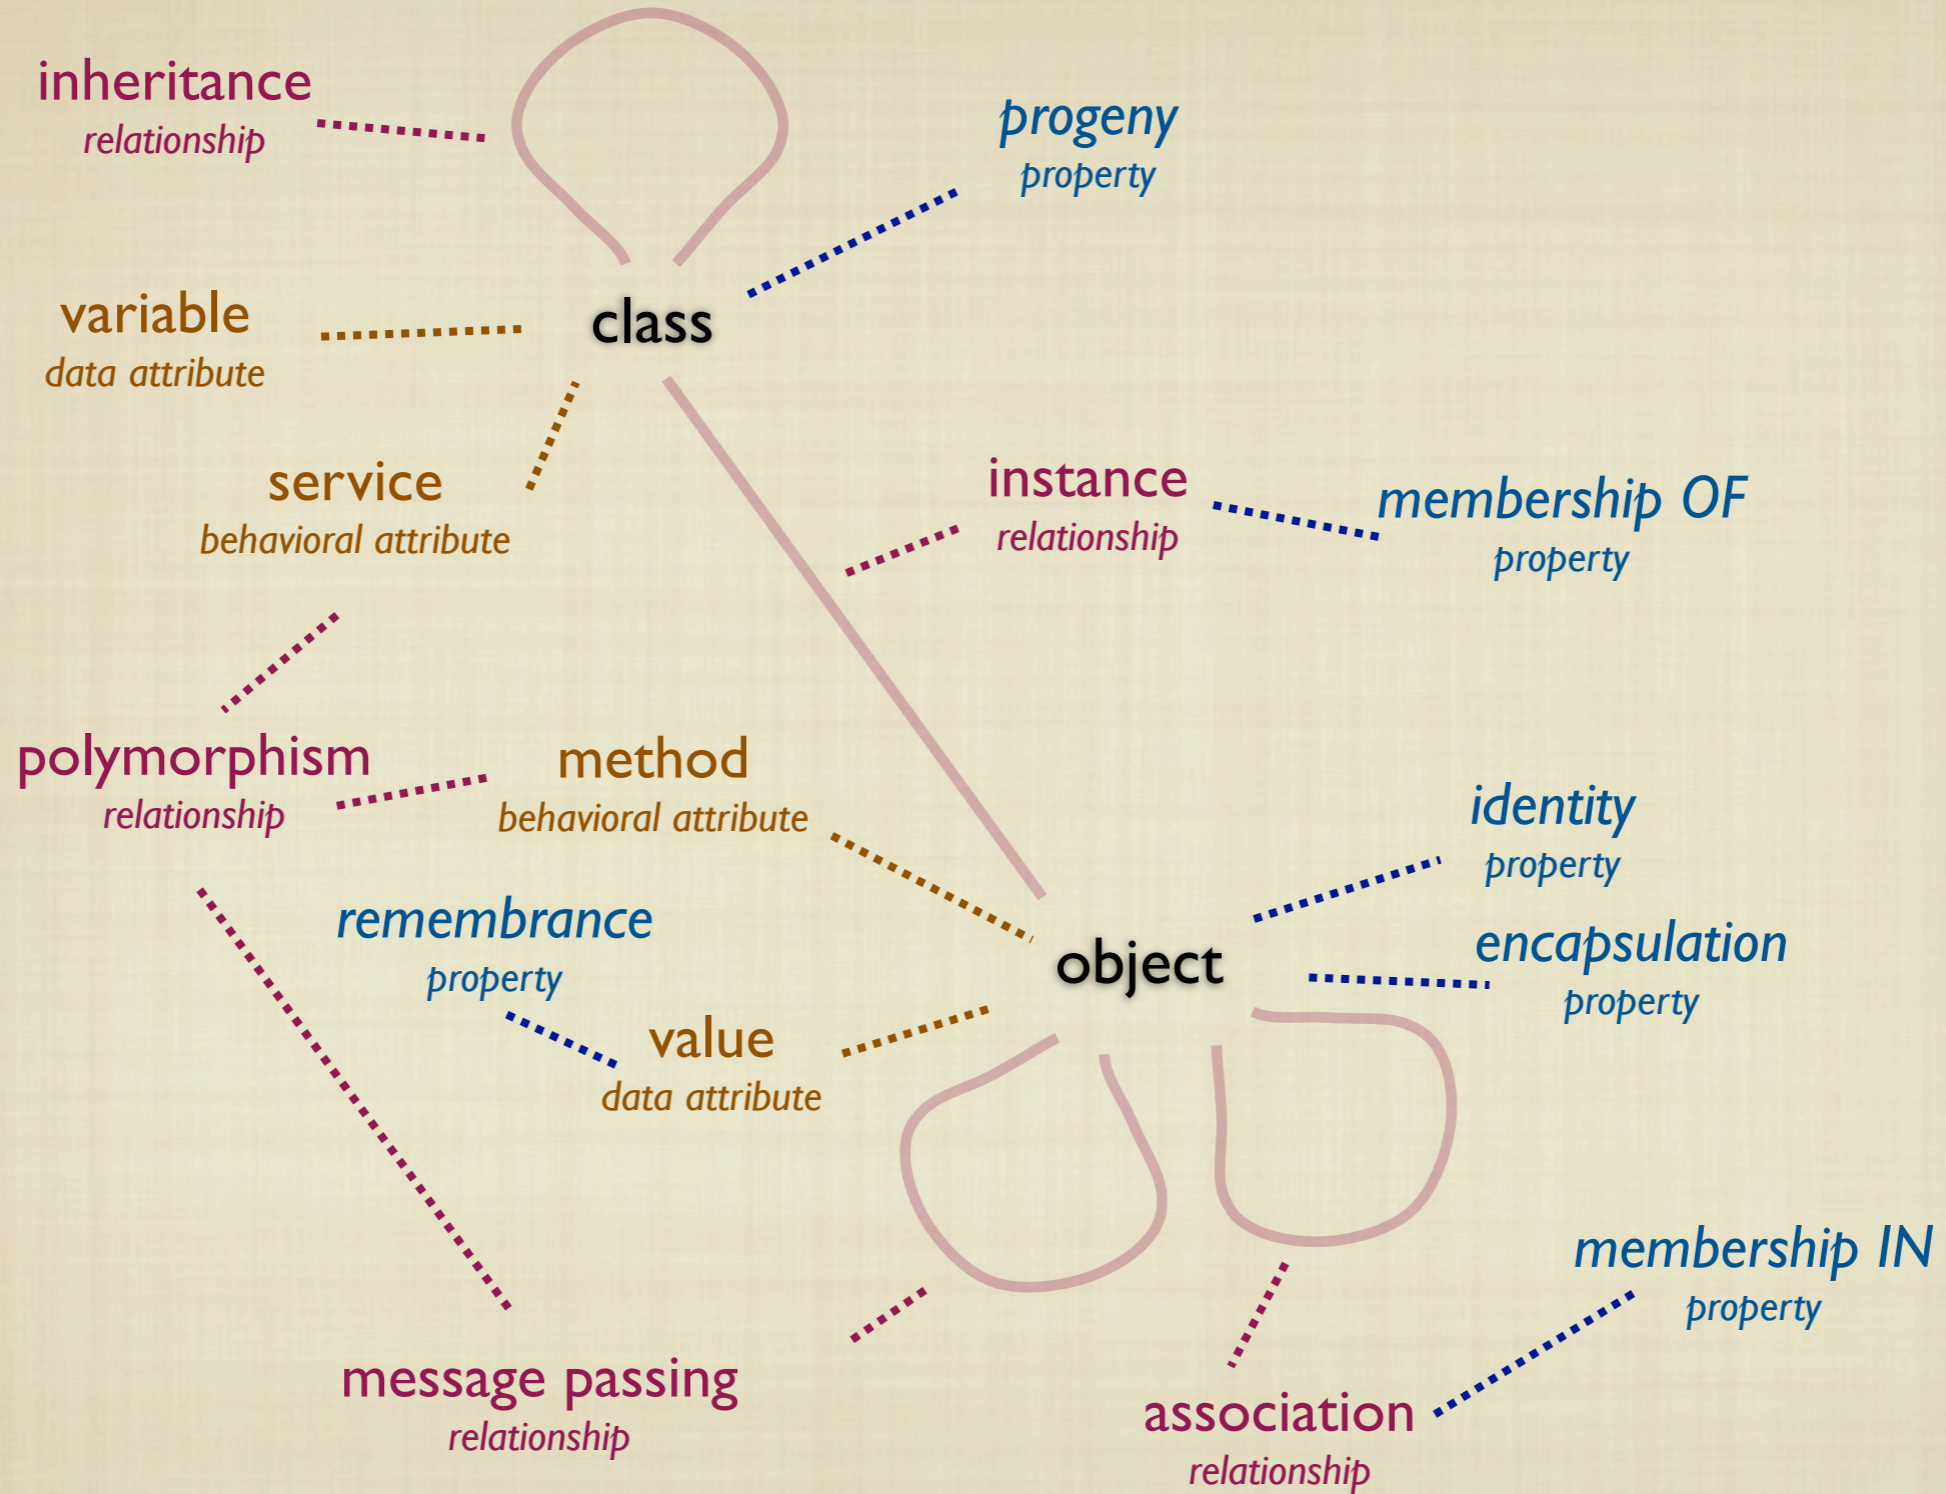 inheritance
relationship
progeny
property
variable
data attribute
class
service
behavioral attribute
instance
relationship
membership OF
property
polymorphism
relationship
method
behavioral attribute
identity
property
remembrance
property
object
encapsulation
property
value
data attribute
membership IN
property
message passing
relationship
association
relationship